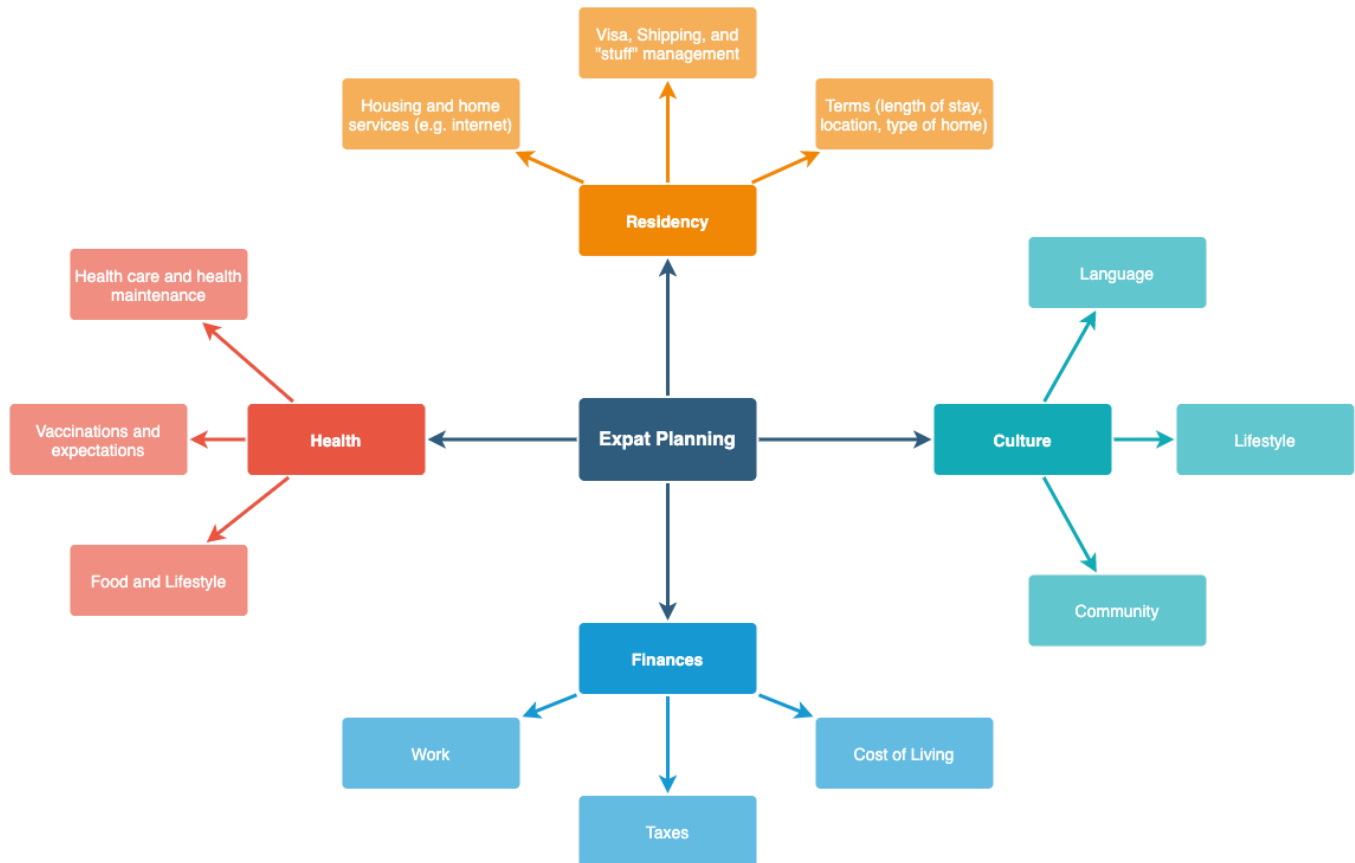 Visa, Shipping, and
"stuff" management
Housing and home
services (e.g. internet)
Terms (length of stay,
location, type of home)
Residency
Health care and health
maintenance
Language
Vaccinations and
expectations
Health
Expat Planning
Culture
Lifestyle
Food and Lifestyle
Community
Finances
Work
Cost of Living
Taxes